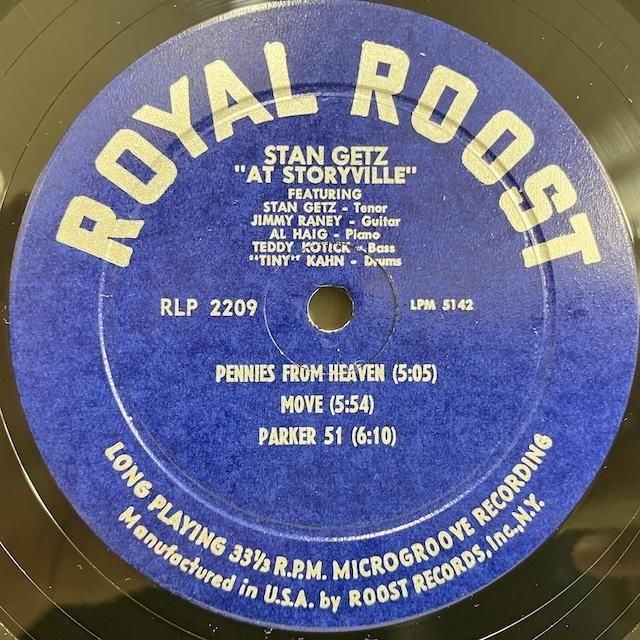 ROYAL ROOST
STAN GETZ
"AT STORYVILLE"
FEATURING
STAN GETZ - Tenor
JIMMY RANEY - Guitar
AL HAIG - Piano
TEDDY KOTICK - Bass
"TINY" KAHN - Drums
RLP 2209
LPM 5142
PENNIES FROM HEAVEN (5:05)
MOVE (5:54)
PARKER 51 (6:10)
LONG PLAYING 33⅓ R.P.M. MICROGROOVE RECORDING
Manufactured in U.S.A. by ROOST RECORDS, Inc., N.Y.